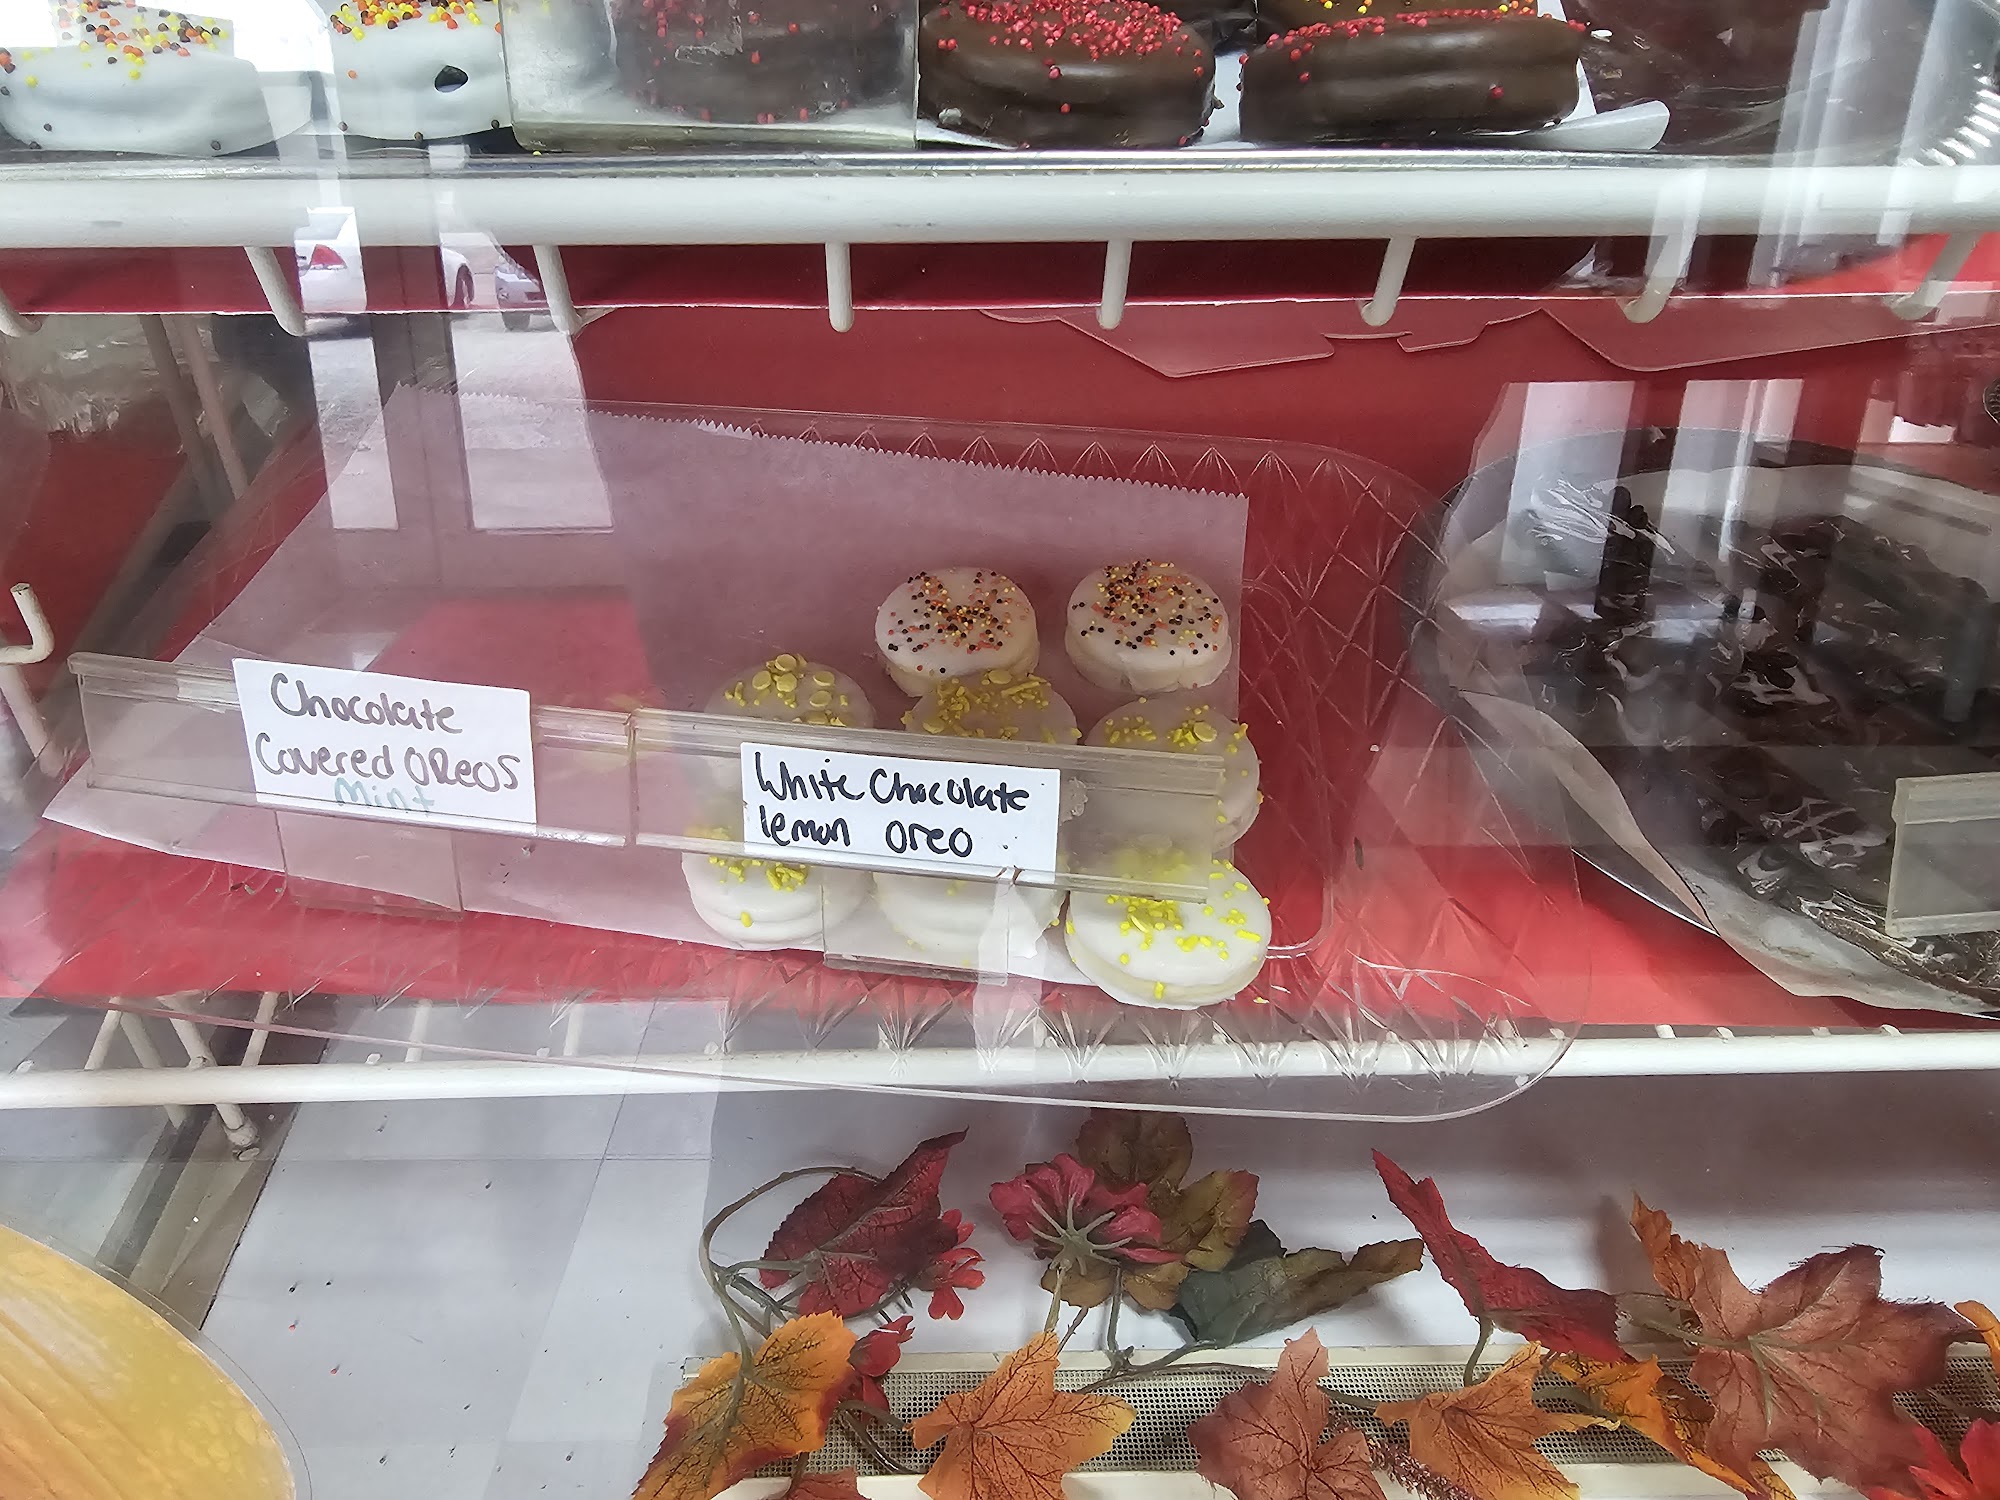 Chocolate
Covered OReos
Mint
White Chocolate
lemon oreo